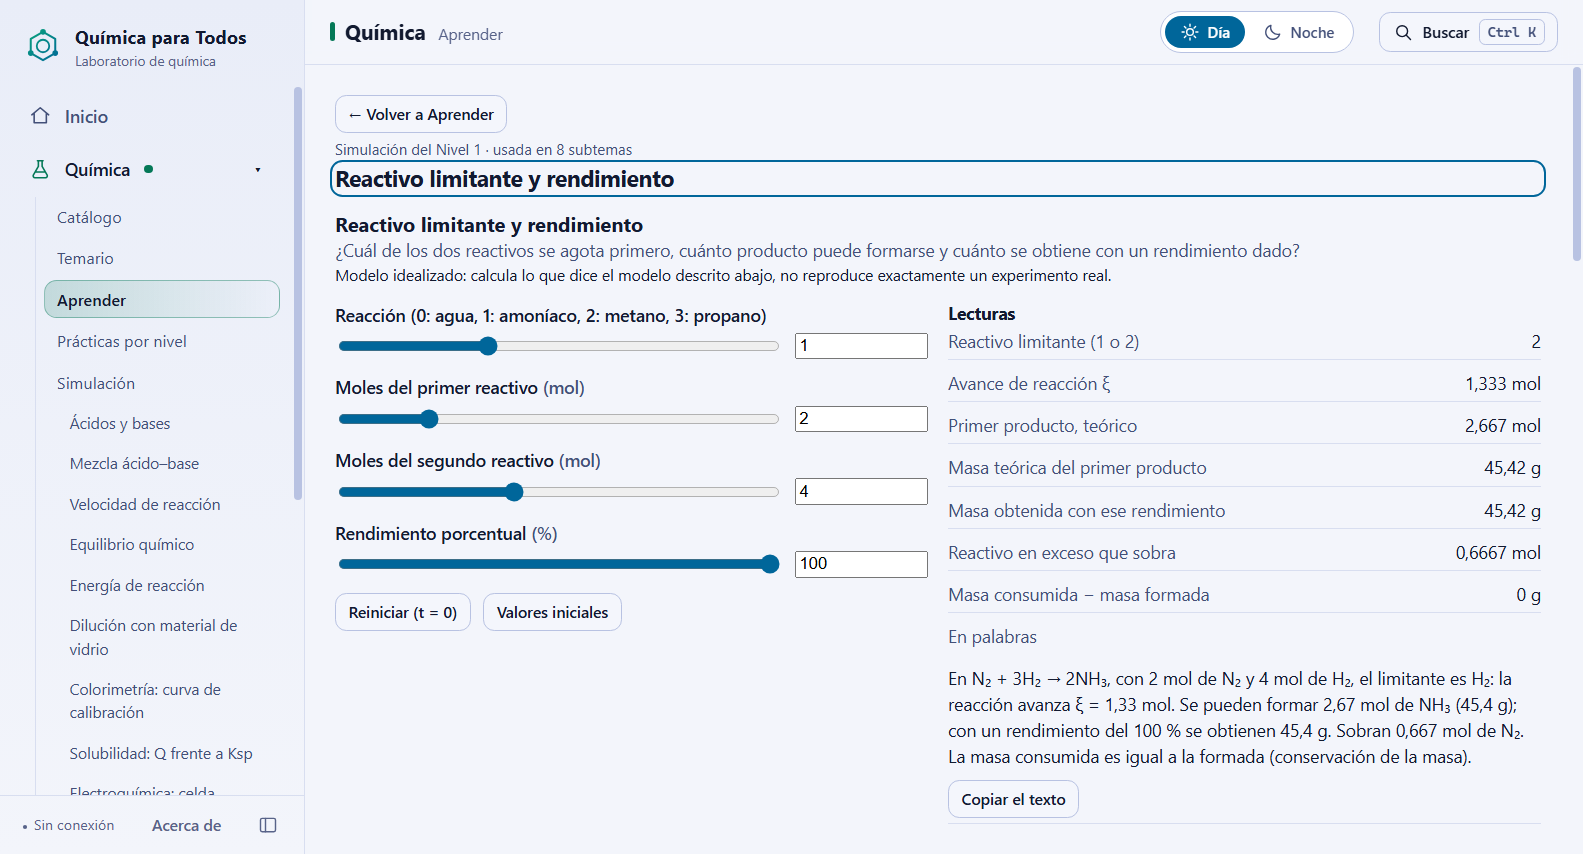 Química para Todos
Laboratorio de química
Inicio
Química
Catálogo
Temario
Aprender
Prácticas por nivel
Simulación
Ácidos y bases
Mezcla ácido–base
Velocidad de reacción
Equilibrio químico
Energía de reacción
Dilución con material de
vidrio
Colorimetría: curva de
calibración
Solubilidad: Q frente a Ksp
Electroquímica: celda
Sin conexión
Acerca de
Química Aprender
Día
Noche
Buscar Ctrl K
← Volver a Aprender
Simulación del Nivel 1 · usada en 8 subtemas
Reactivo limitante y rendimiento
Reactivo limitante y rendimiento
¿Cuál de los dos reactivos se agota primero, cuánto producto puede formarse y cuánto se obtiene con un rendimiento dado?
Modelo idealizado: calcula lo que dice el modelo descrito abajo, no reproduce exactamente un experimento real.
Reacción (0: agua, 1: amoníaco, 2: metano, 3: propano)
1
Moles del primer reactivo (mol)
2
Moles del segundo reactivo (mol)
4
Rendimiento porcentual (%)
100
Reiniciar (t = 0)
Valores iniciales
Lecturas
Reactivo limitante (1 o 2) 2
Avance de reacción ξ 1,333 mol
Primer producto, teórico 2,667 mol
Masa teórica del primer producto 45,42 g
Masa obtenida con ese rendimiento 45,42 g
Reactivo en exceso que sobra 0,6667 mol
Masa consumida − masa formada 0 g
En palabras
En N₂ + 3H₂ → 2NH₃, con 2 mol de N₂ y 4 mol de H₂, el limitante es H₂: la
reacción avanza ξ = 1,33 mol. Se pueden formar 2,67 mol de NH₃ (45,4 g);
con un rendimiento del 100 % se obtienen 45,4 g. Sobran 0,667 mol de N₂.
La masa consumida es igual a la formada (conservación de la masa).
Copiar el texto